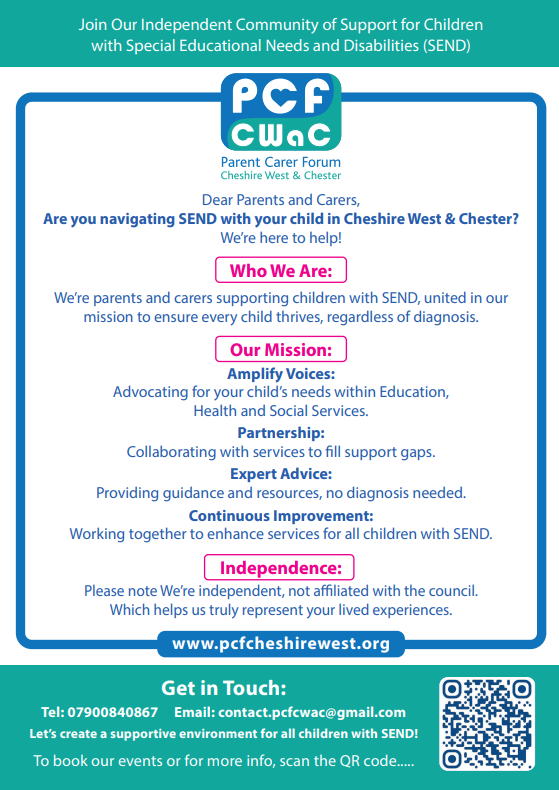 Join Our Independent Community of Support for Children
with Special Educational Needs and Disabilities (SEND)
PCF
CWaC
Parent Carer Forum
Cheshire West & Chester
Dear Parents and Carers,
Are you navigating SEND with your child in Cheshire West & Chester?
We're here to help!
Who We Are:
We're parents and carers supporting children with SEND, united in our
mission to ensure every child thrives, regardless of diagnosis.
Our Mission:
Amplify Voices:
Advocating for your child's needs within Education,
Health and Social Services.
Partnership:
Collaborating with services to fill support gaps.
Expert Advice:
Providing guidance and resources, no diagnosis needed.
Continuous Improvement:
Working together to enhance services for all children with SEND.
Independence:
Please note We're independent, not affiliated with the council.
Which helps us truly represent your lived experiences.
www.pcfcheshirewest.org
Get in Touch:
Tel: 07900840867 Email: contact.pcfcwac@gmail.com
Let's create a supportive environment for all children with SEND!
To book our events or for more info, scan the QR code.....